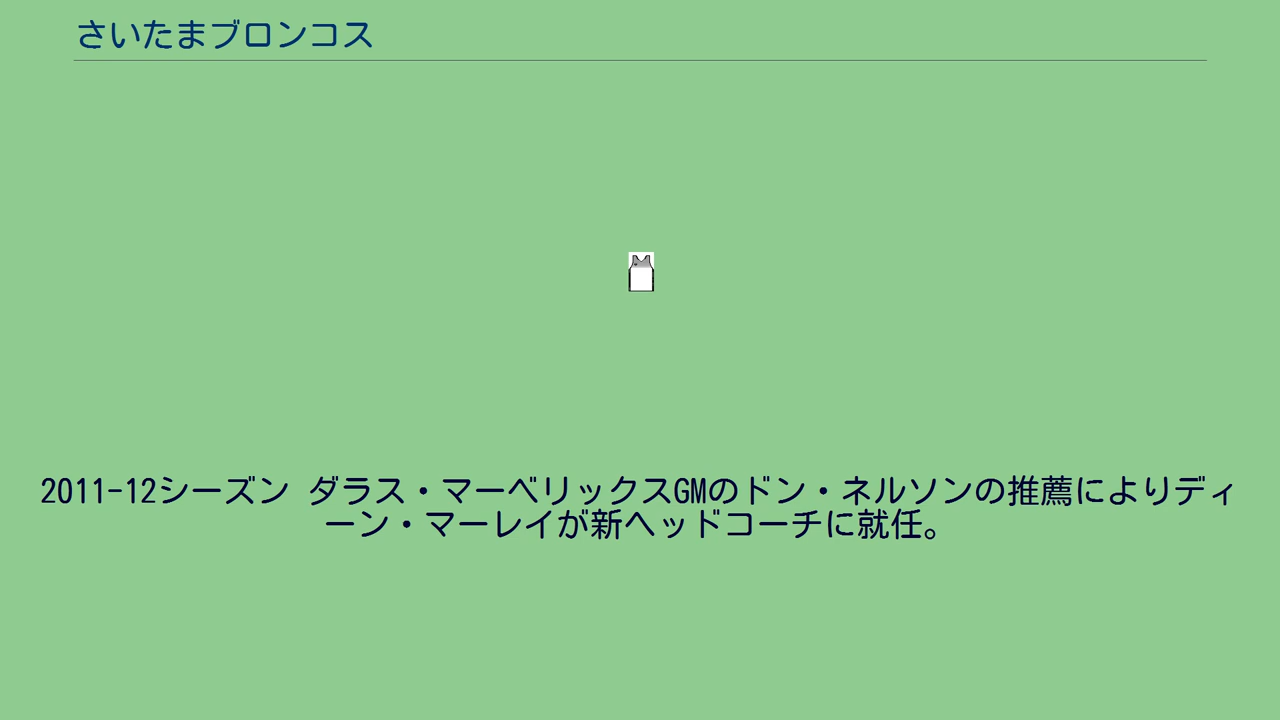 さいたまブロンコス
2011-12シーズン ダラス・マーベリックスGMのドン・ネルソンの推薦によりディ
ーン・マーレイが新ヘッドコーチに就任。